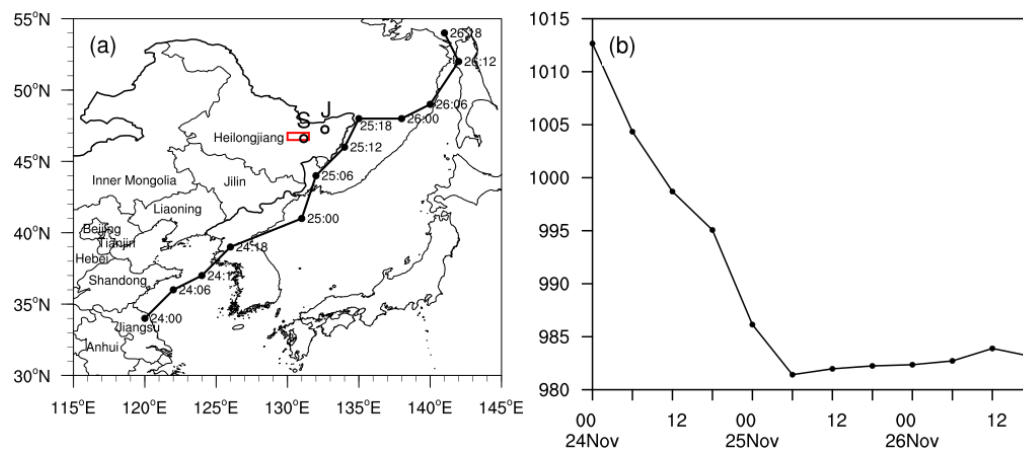 (a)
55°N
50°N
45°N
40°N
35°N
30°N
115°E
120°E
125°E
130°E
135°E
140°E
145°E
26:18
26:12
26:06
26:00
25:18
25:12
25:06
25:00
24:18
24:12
24:06
24:00
S
J
Heilongjiang
Inner Mongolia
Jilin
Liaoning
Beijing
Tianjin
Hebei
Shandong
Jiangsu
Anhui
(b)
1015
1010
1005
1000
995
990
985
980
00
12
00
12
00
12
24Nov
25Nov
26Nov